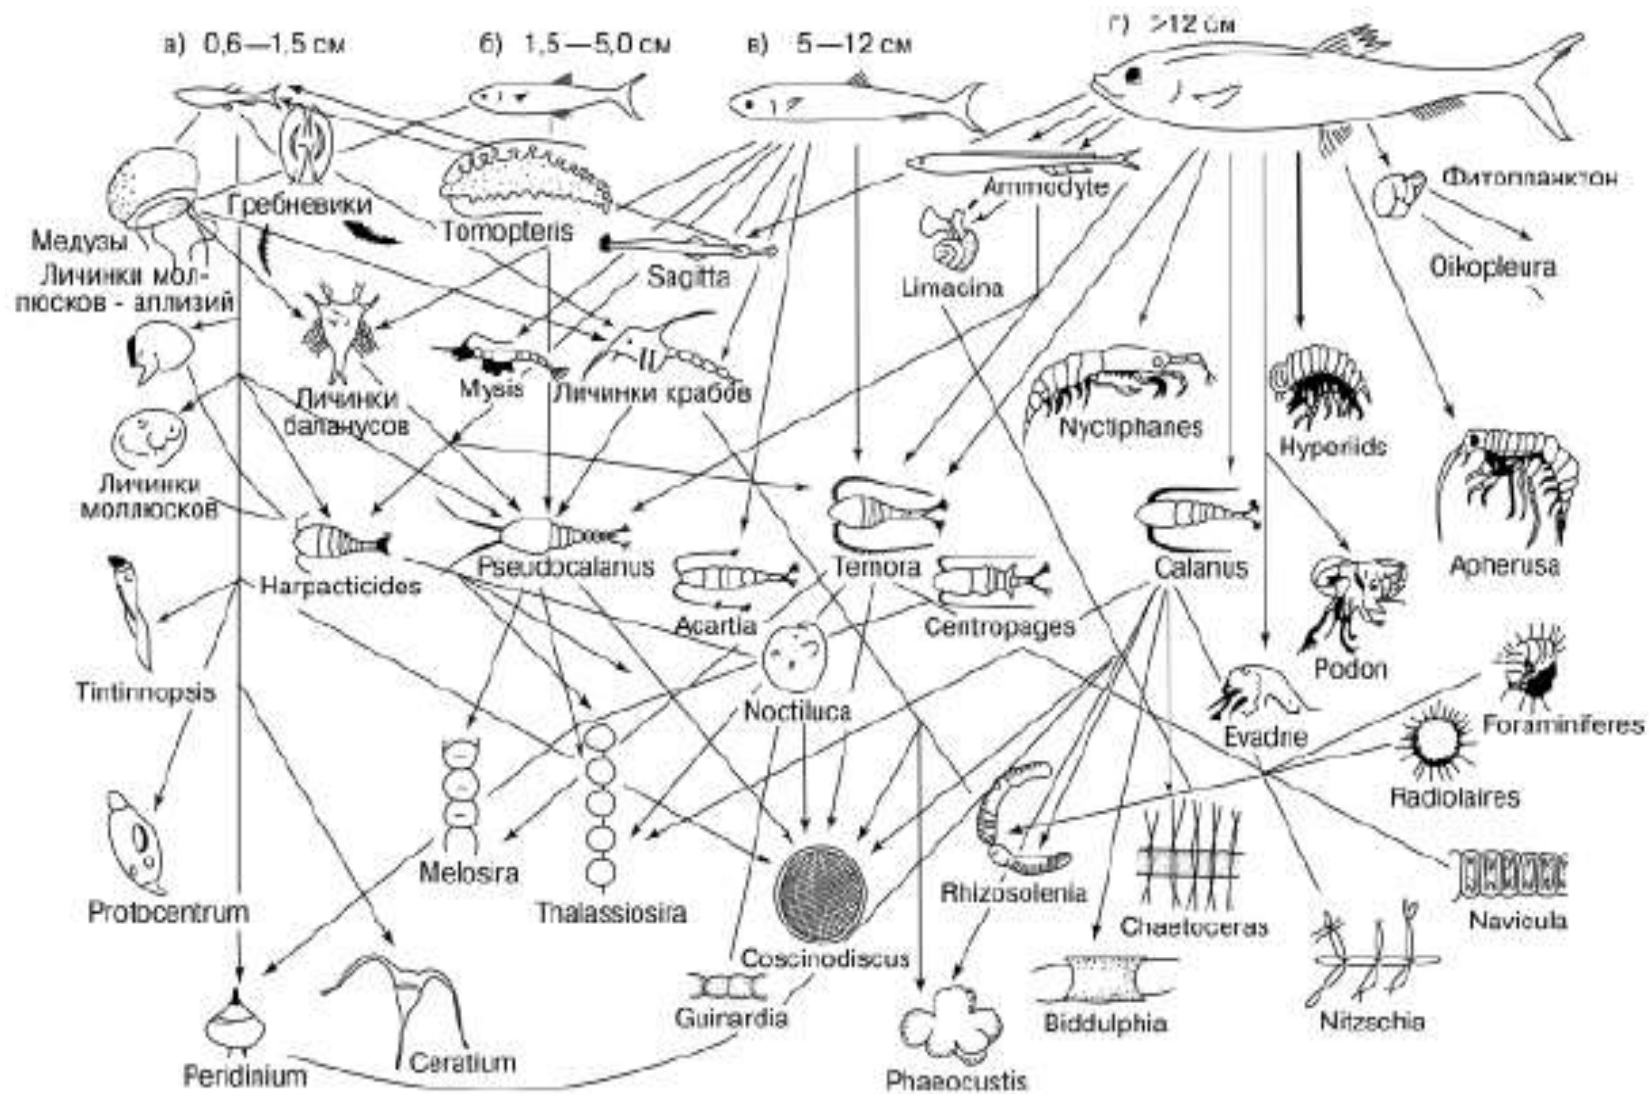 а) 0,6—1,5 см
б) 1,5—5,0 см
в) 5—12 см
г) >12 см
Ammodyte
Фитопланктон
Гребневики
Tomopteris
Медузы
Sagitta
Limacina
Oikopleura
Личинки мол-
люсков - аплизий
Mysis
Личинки крабов
Личинки
баланусов
Nyctiphanes
Hyperiids
Личинки
моллюсков
Harpacticides
Pseudocalanus
Temora
Calanus
Apherusa
Acartia
Centropages
Podon
Tintinnopsis
Noctiluca
Evadne
Foraminiferes
Radiolaires
Melosira
Rhizosolenia
Protocentrum
Thalassiosira
Chaetoceras
Navicula
Coscinodiscus
Guinardia
Biddulphia
Nitzschia
Peridinium
Ceratium
Phaeocustis